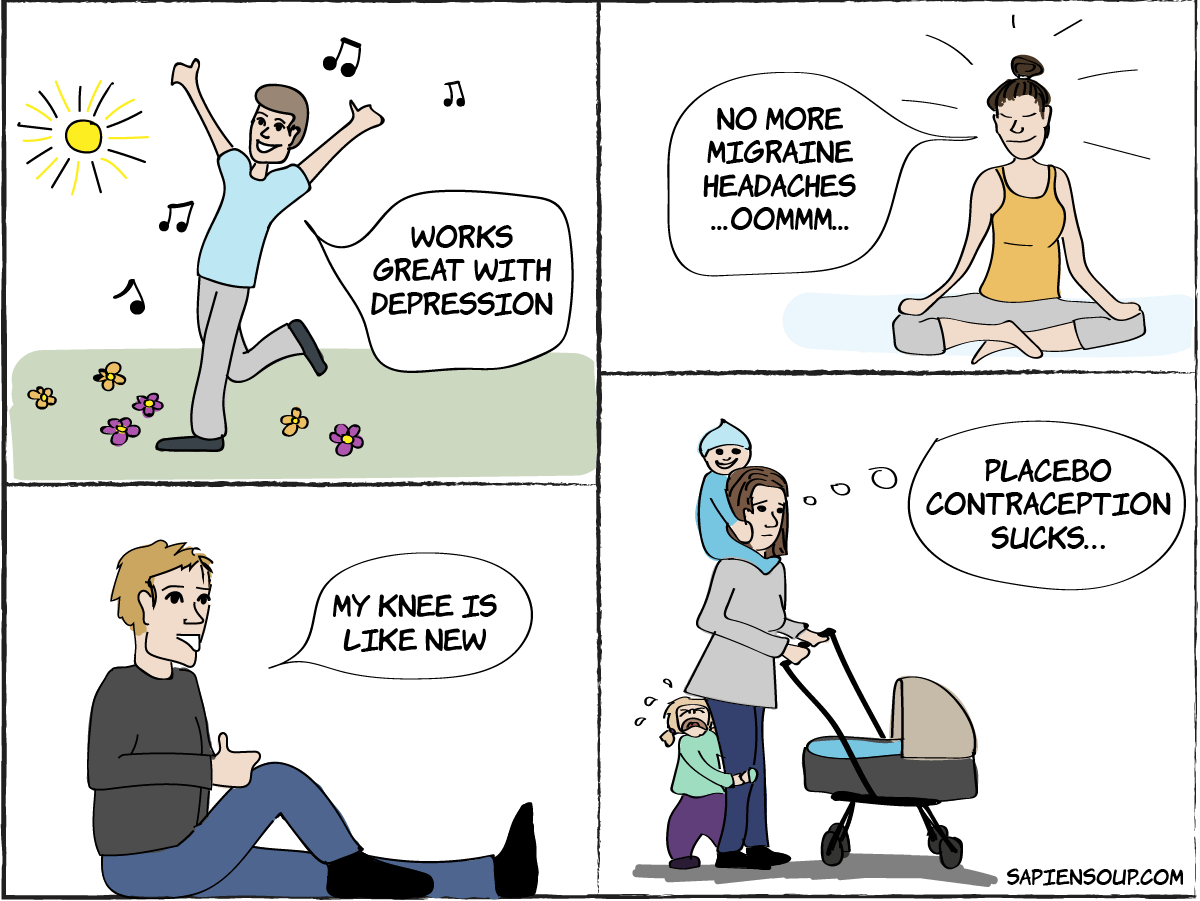 WORKS
GREAT WITH
DEPRESSION
NO MORE
MIGRAINE
HEADACHES
...OOMMM...
MY KNEE IS
LIKE NEW
PLACEBO
CONTRACEPTION
SUCKS...
SAPIENSOUP.COM